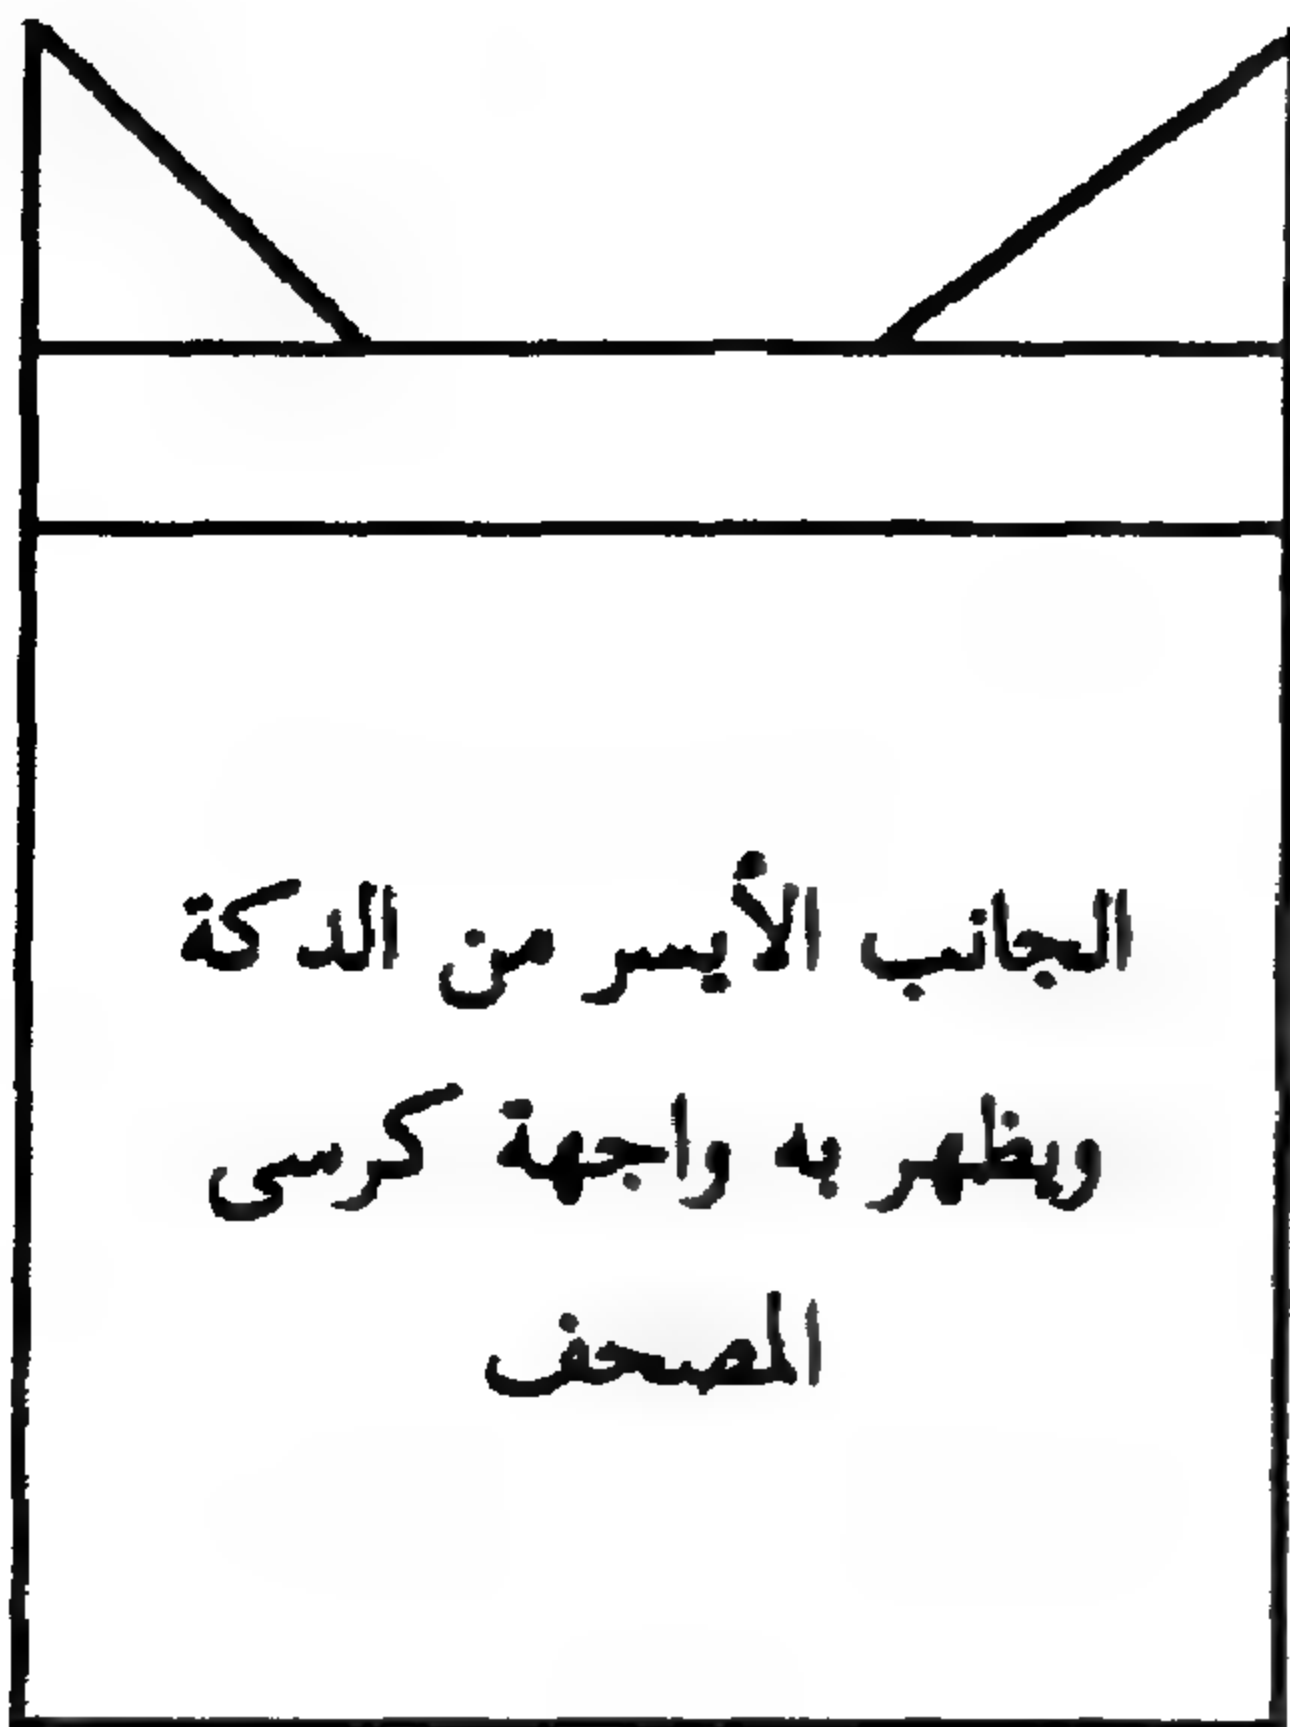 الجانب الأيسر من الدكة
ويظهر به واجهة كرسى
المصحف